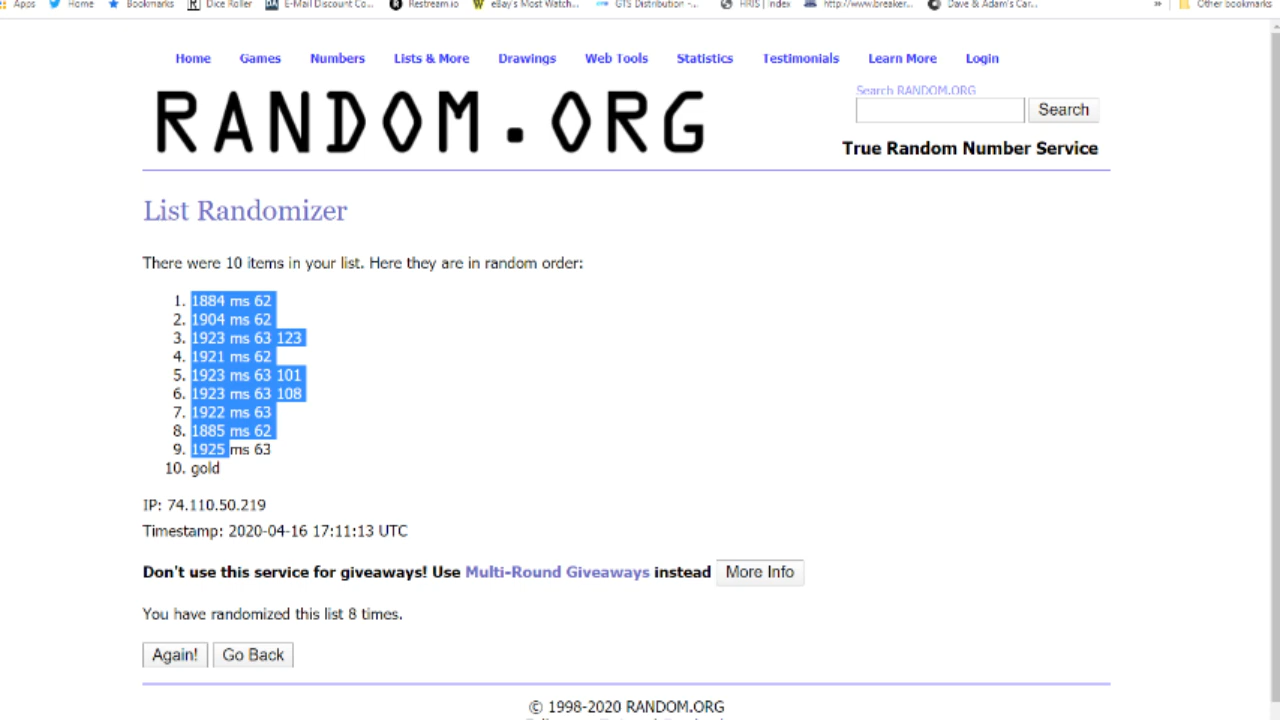 Apps Home Bookmarks Dice Roller E-Mail Discount Co... Restream.io eBay's Most Watch... GTS Distribution -... HRIS | Index http://www.breaker... Dave & Adam's Car... » Other bookmarks
Home Games Numbers Lists & More Drawings Web Tools Statistics Testimonials Learn More Login
Search RANDOM.ORG
RANDOM.ORG
Search
True Random Number Service
List Randomizer
There were 10 items in your list. Here they are in random order:
1. 1884 ms 62
2. 1904 ms 62
3. 1923 ms 63 123
4. 1921 ms 62
5. 1923 ms 63 101
6. 1923 ms 63 108
7. 1922 ms 63
8. 1885 ms 62
9. 1925 ms 63
10. gold
IP: 74.110.50.219
Timestamp: 2020-04-16 17:11:13 UTC
Don't use this service for giveaways! Use Multi-Round Giveaways instead More Info
You have randomized this list 8 times.
Again! Go Back
© 1998-2020 RANDOM.ORG